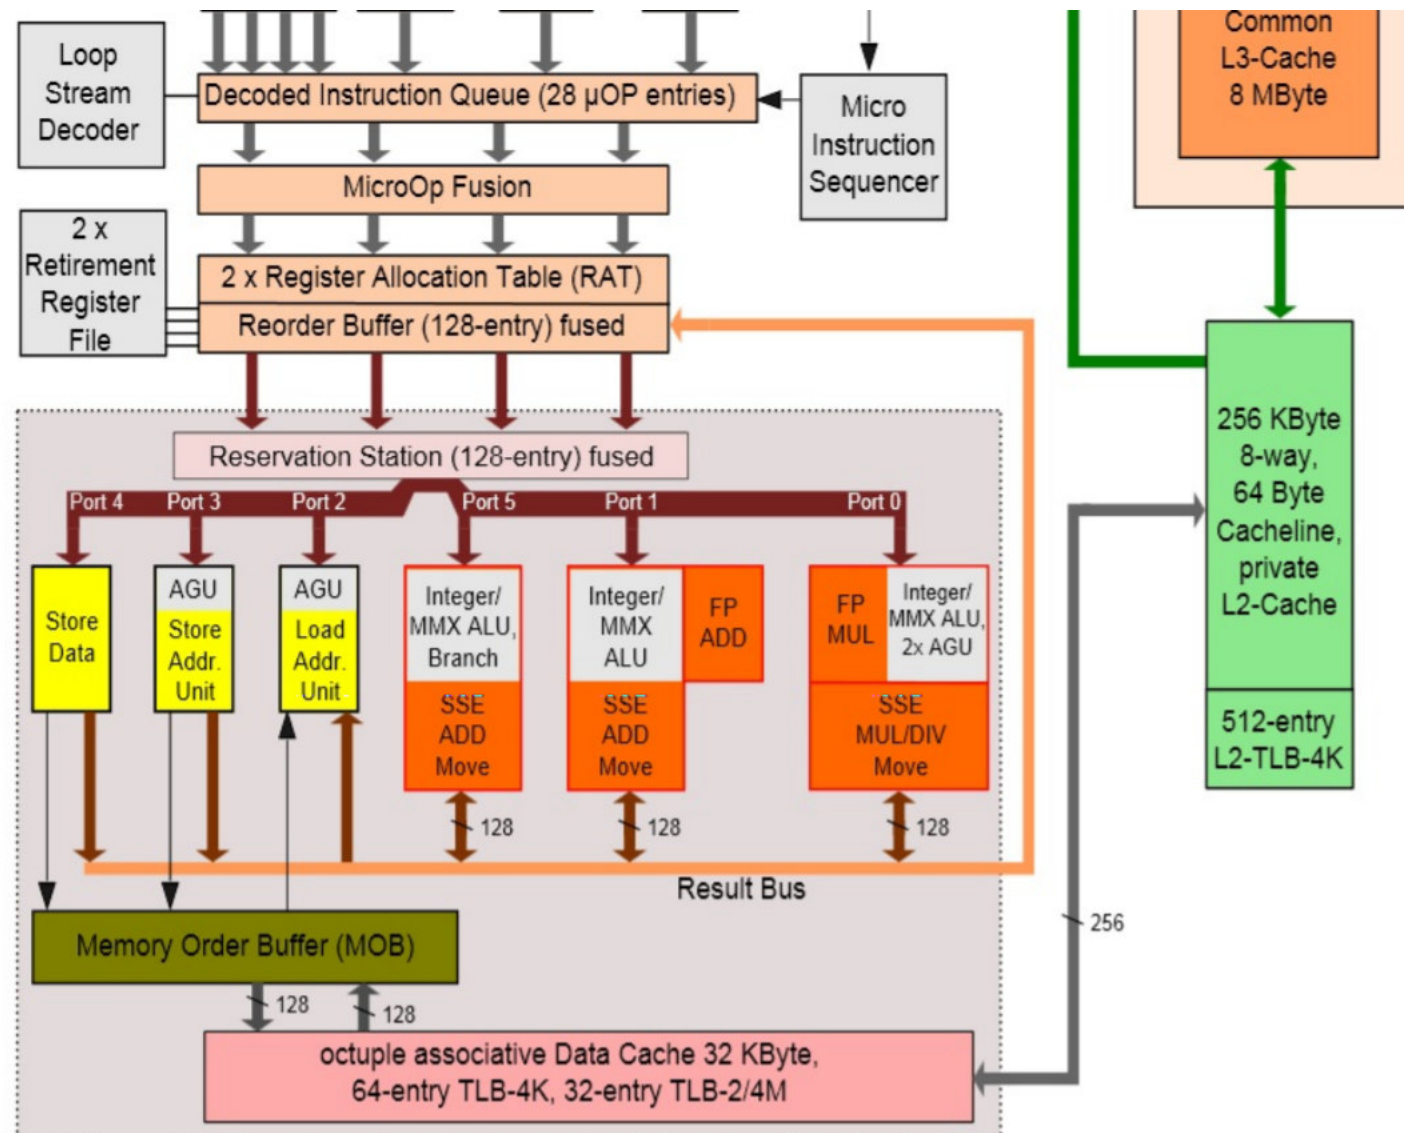 Loop
Stream
Decoder
Decoded Instruction Queue (28 µOP entries)
Micro
Instruction
Sequencer
Common
L3-Cache
8 MByte
MicroOp Fusion
2 x
Retirement
Register
File
2 x Register Allocation Table (RAT)
Reorder Buffer (128-entry) fused
Reservation Station (128-entry) fused
Port 4
Port 3
Port 2
Port 5
Port 1
Port 0
Store
Data
AGU
Store
Addr.
Unit
AGU
Load
Addr.
Unit
Integer/
MMX ALU,
Branch
SSE
ADD
Move
Integer/
MMX
ALU
FP
ADD
SSE
ADD
Move
FP
MUL
Integer/
MMX ALU,
2x AGU
SSE
MUL/DIV
Move
128
128
128
Result Bus
Memory Order Buffer (MOB)
128
128
octuple associative Data Cache 32 KByte,
64-entry TLB-4K, 32-entry TLB-2/4M
256 KByte
8-way,
64 Byte
Cacheline,
private
L2-Cache
512-entry
L2-TLB-4K
256